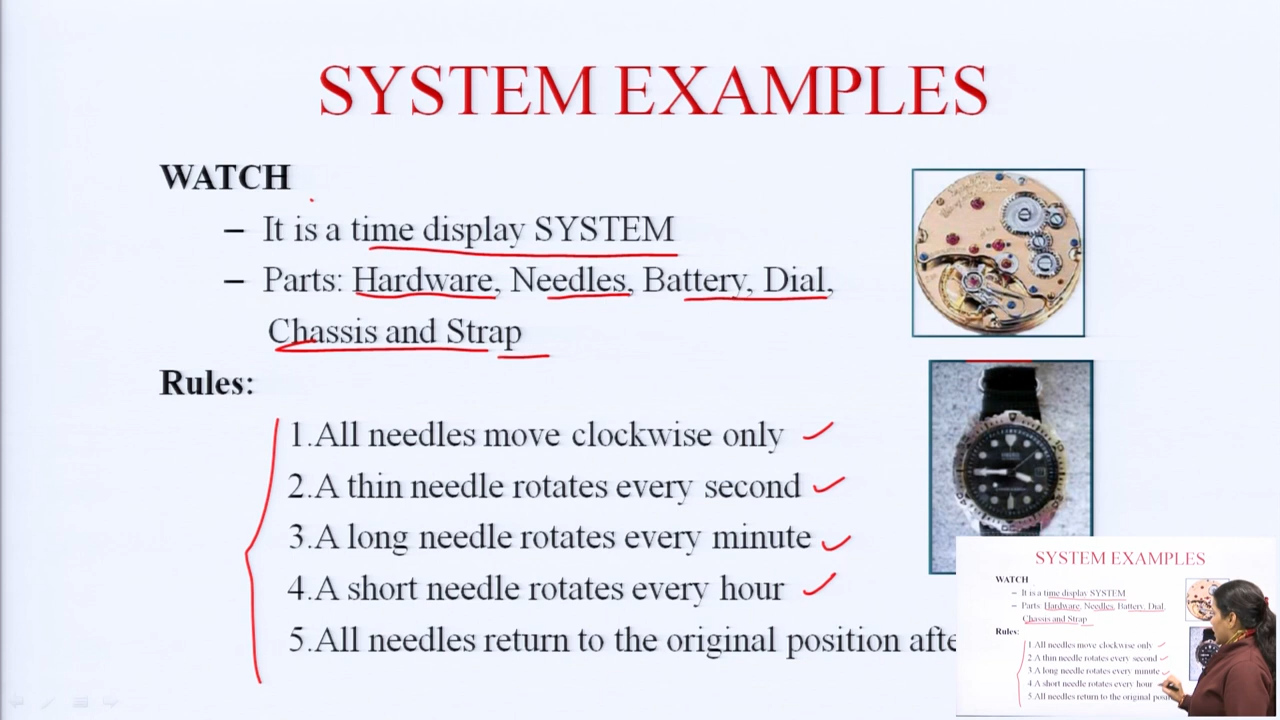 SYSTEM EXAMPLES
WATCH
– It is a time display SYSTEM
– Parts: Hardware, Needles, Battery, Dial,
Chassis and Strap
Rules:
1.All needles move clockwise only
2.A thin needle rotates every second
3.A long needle rotates every minute
4.A short needle rotates every hour
5.All needles return to the original position afte
SYSTEM EXAMPLES
WATCH
– It is a time display SYSTEM
– Parts: Hardware, Needles, Battery, Dial,
Chassis and Strap
Rules:
1.All needles move clockwise only
2.A thin needle rotates every second
3.A long needle rotates every minute
4.A short needle rotates every hour
5.All needles return to the original